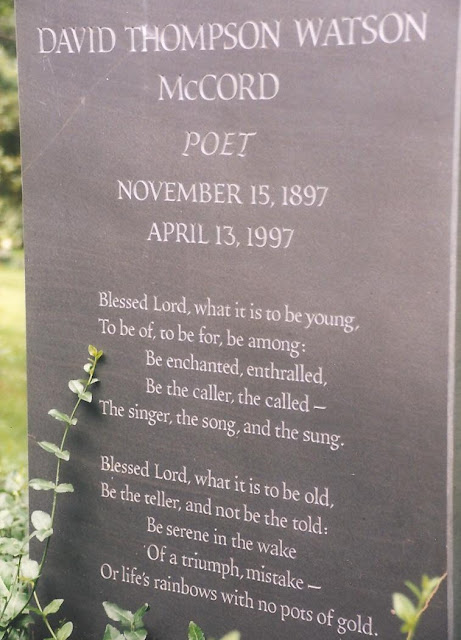 DAVID THOMPSON WATSON
McCORD
POET
NOVEMBER 15, 1897
APRIL 13, 1997
Blessed Lord, what it is to be young,
To be of, to be for, be among:
Be enchanted, enthralled,
Be the caller, the called —
The singer, the song, and the sung.
Blessed Lord, what it is to be old,
Be the teller, and not be the told:
Be serene in the wake
Of a triumph, mistake —
Or life's rainbows with no pots of gold.